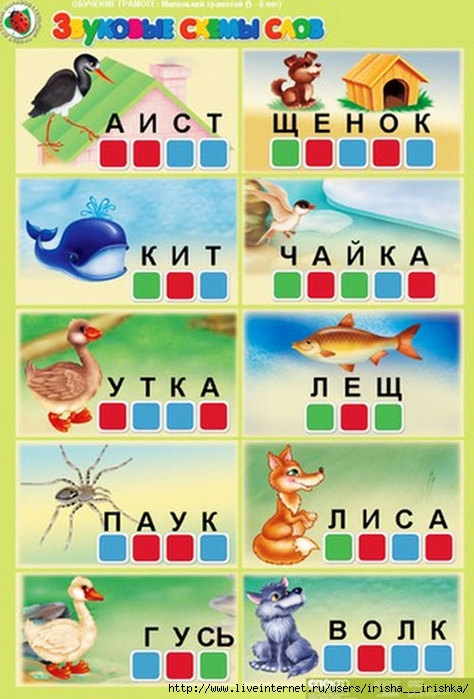 ОБУЧЕНИЕ ГРАМОТЕ: Маленький грамотей (5 - 6 лет)
ЗВУКОВЫЕ СХЕМЫ СЛОВ
АИСТ
ЩЕНОК
КИТ
ЧАЙКА
УТКА
ЛЕЩ
ПАУК
ЛИСА
ГУСЬ
ВОЛК
http://www.liveinternet.ru/users/irisha___irishka/